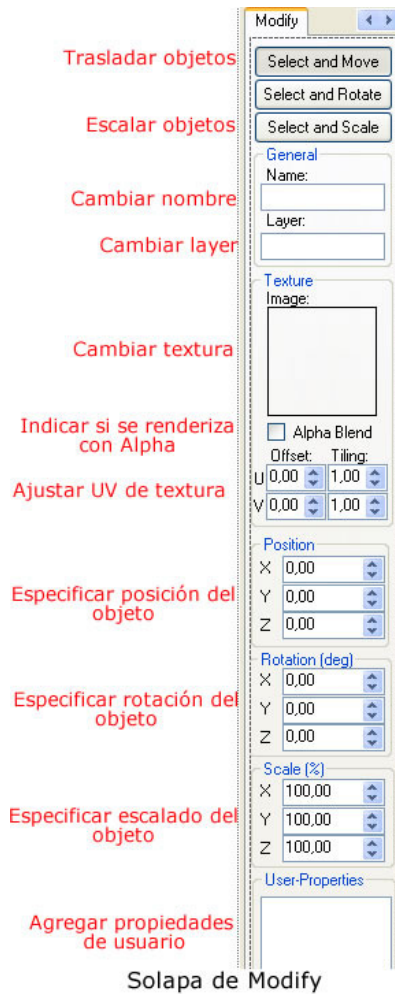 Modify
Trasladar objetos
Select and Move
Select and Rotate
Escalar objetos
Select and Scale
General
Name:
Cambiar nombre
Layer:
Cambiar layer
Texture
Image:
Cambiar textura
Indicar si se renderiza
con Alpha
Alpha Blend
Offset: Tiling:
Ajustar UV de textura
U 0,00 1,00
V 0,00 1,00
Position
X 0,00
Especificar posición del
objeto
Y 0,00
Z 0,00
Rotation (deg)
X 0,00
Especificar rotación del
objeto
Y 0,00
Z 0,00
Scale (%)
X 100,00
Especificar escalado del
objeto
Y 100,00
Z 100,00
User-Properties
Agregar propiedades
de usuario
Solapa de Modify